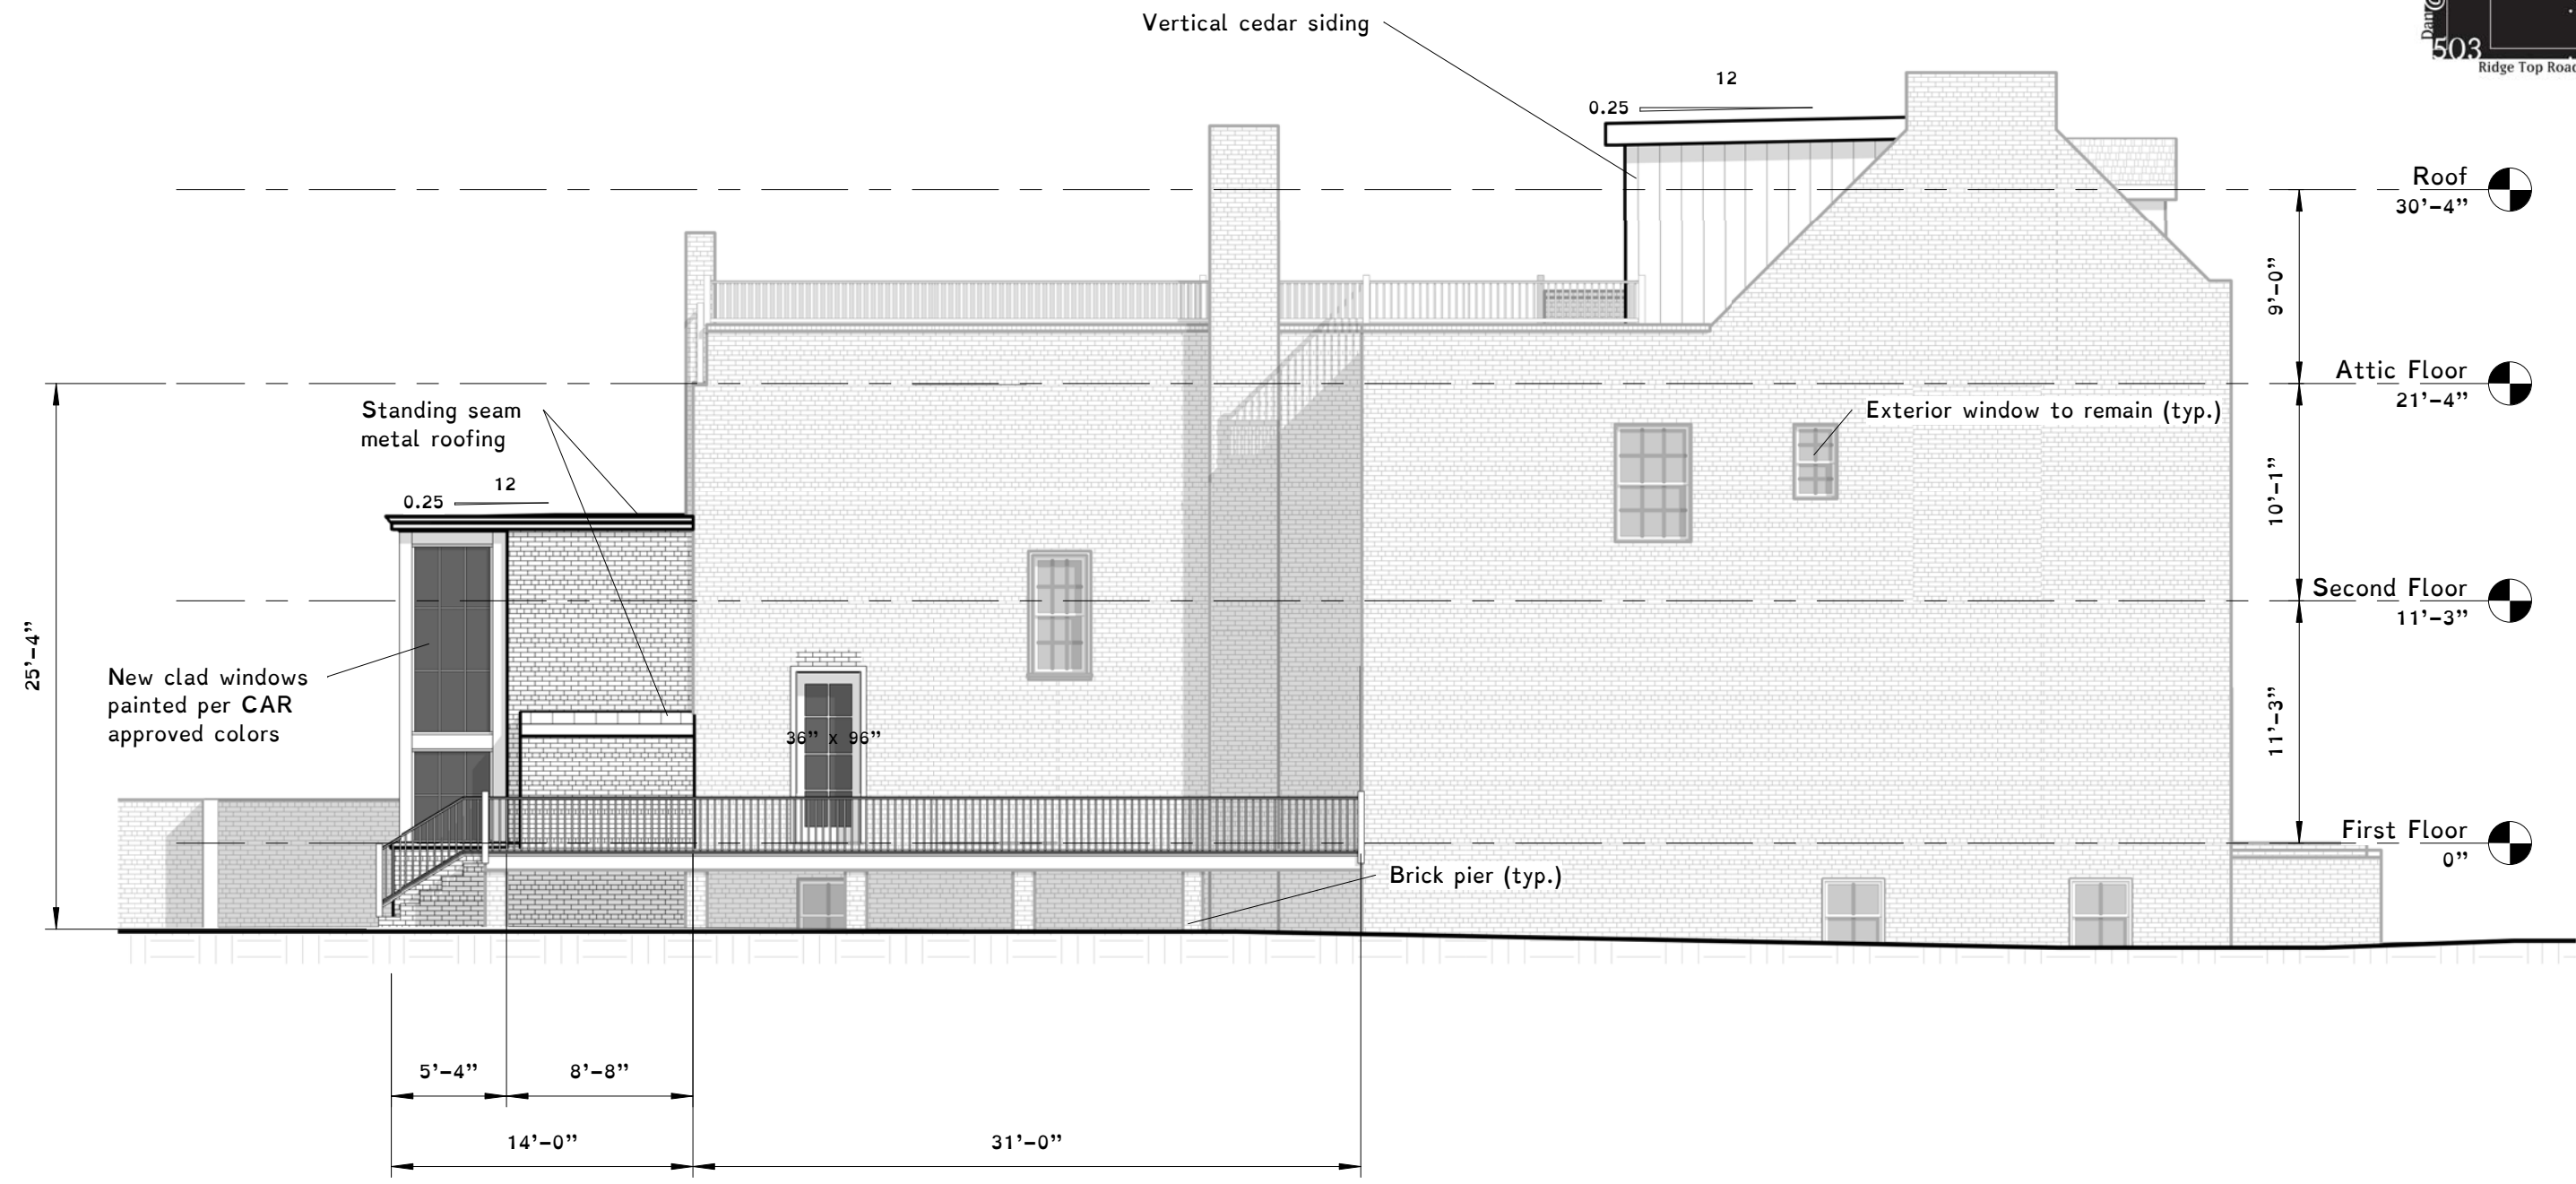 Vertical cedar siding
Dan@
503
Ridge Top Road
12
0.25
Roof
30’–4”
9’–0”
Attic Floor
21’–4”
Standing seam
metal roofing
Exterior window to remain (typ.)
10’–1”
12
0.25
Second Floor
11’–3”
25’–4”
New clad windows
painted per CAR
approved colors
11’–3”
36” x 96”
First Floor
0”
Brick pier (typ.)
5’–4”
8’–8”
14’–0”
31’–0”